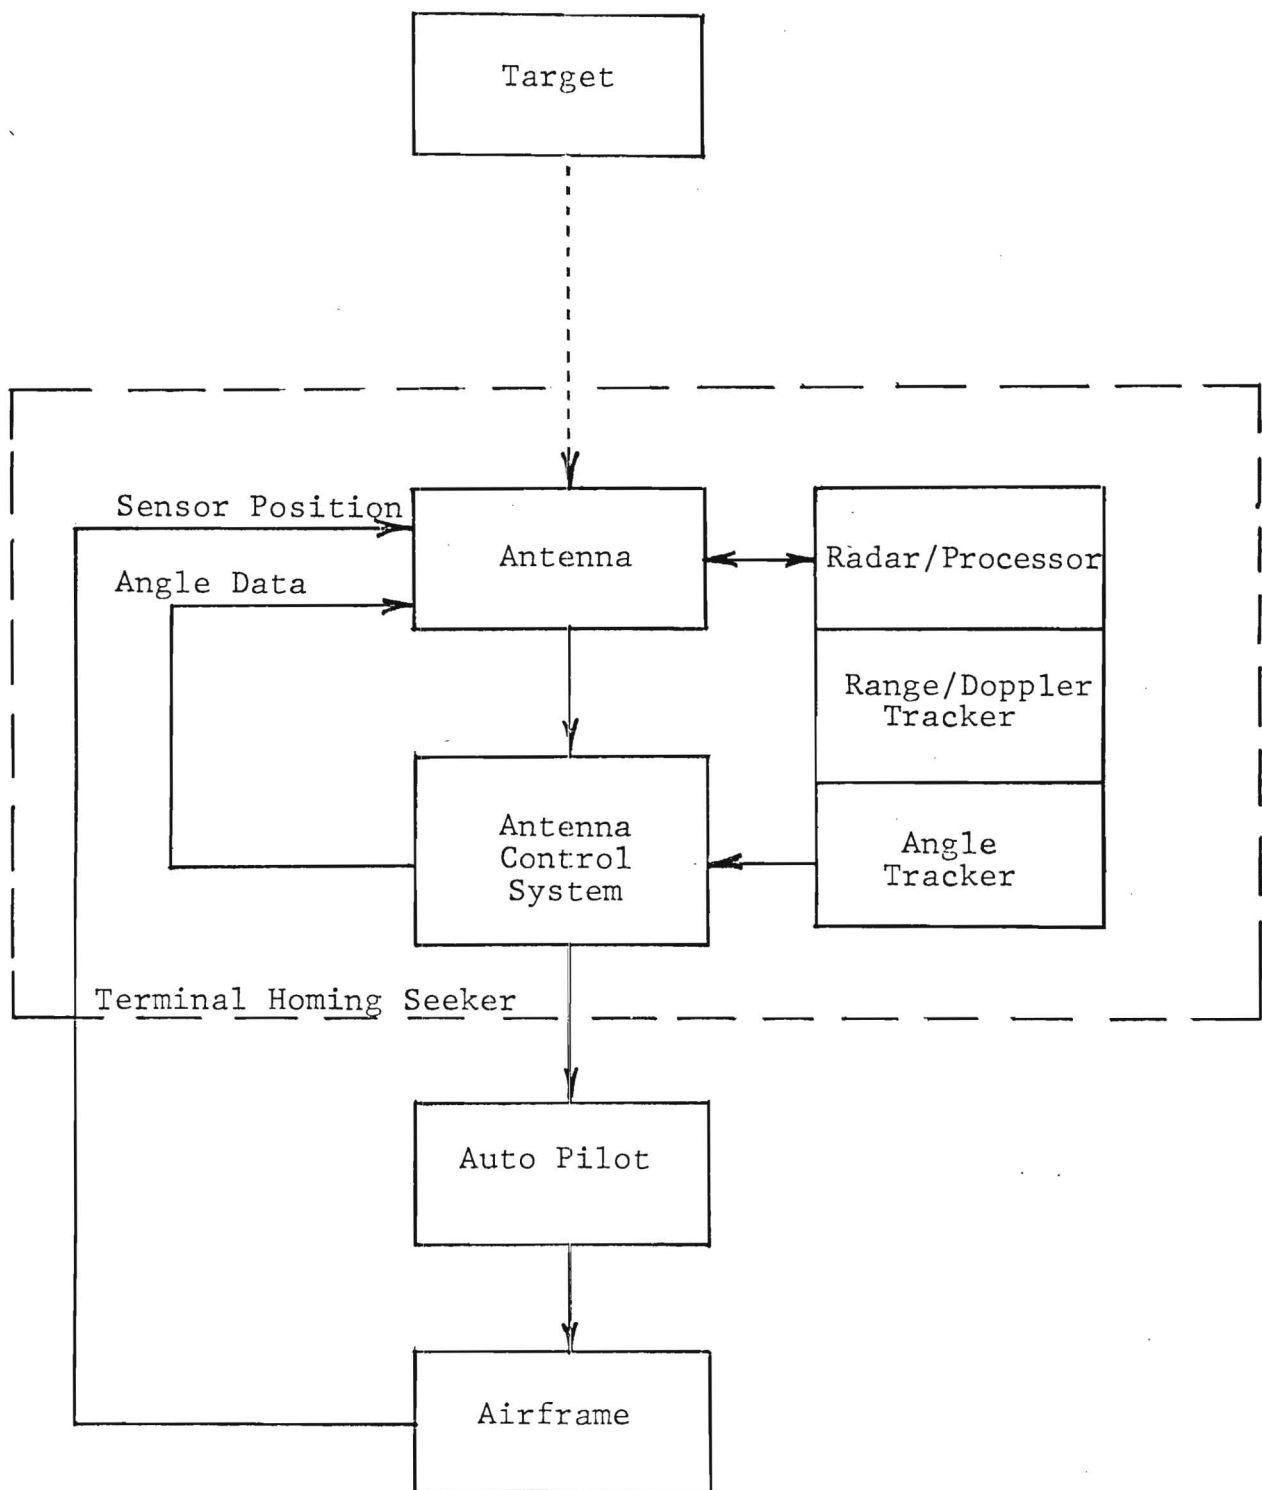 Target
Sensor Position
Antenna
Radar/Processor
Angle Data
Range/Doppler
Tracker
Antenna
Control
System
Angle
Tracker
Terminal Homing Seeker
Auto Pilot
Airframe